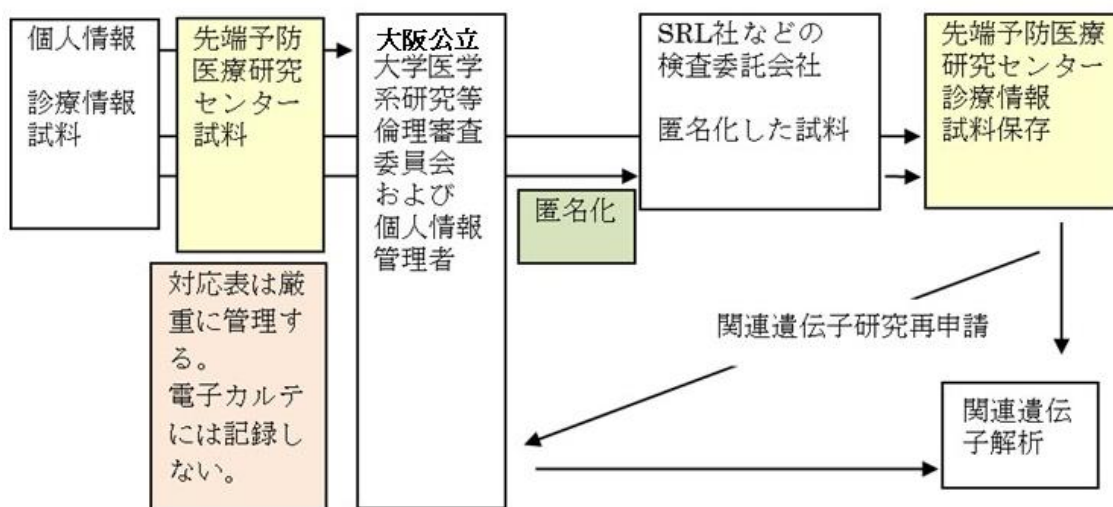 個人情報
診療情報
試料
先端予防
医療研究
センター
試料
対応表は厳
重に管理す
る。
電子カルテ
には記録し
ない。
大阪公立
大学医学
系研究等
倫理審査
委員会
および
個人情報
管理者
匿名化
SRL社などの
検査委託会社
匿名化した試料
先端予防医療
研究センター
診療情報
試料保存
関連遺伝子研究再申請
関連遺伝
子解析